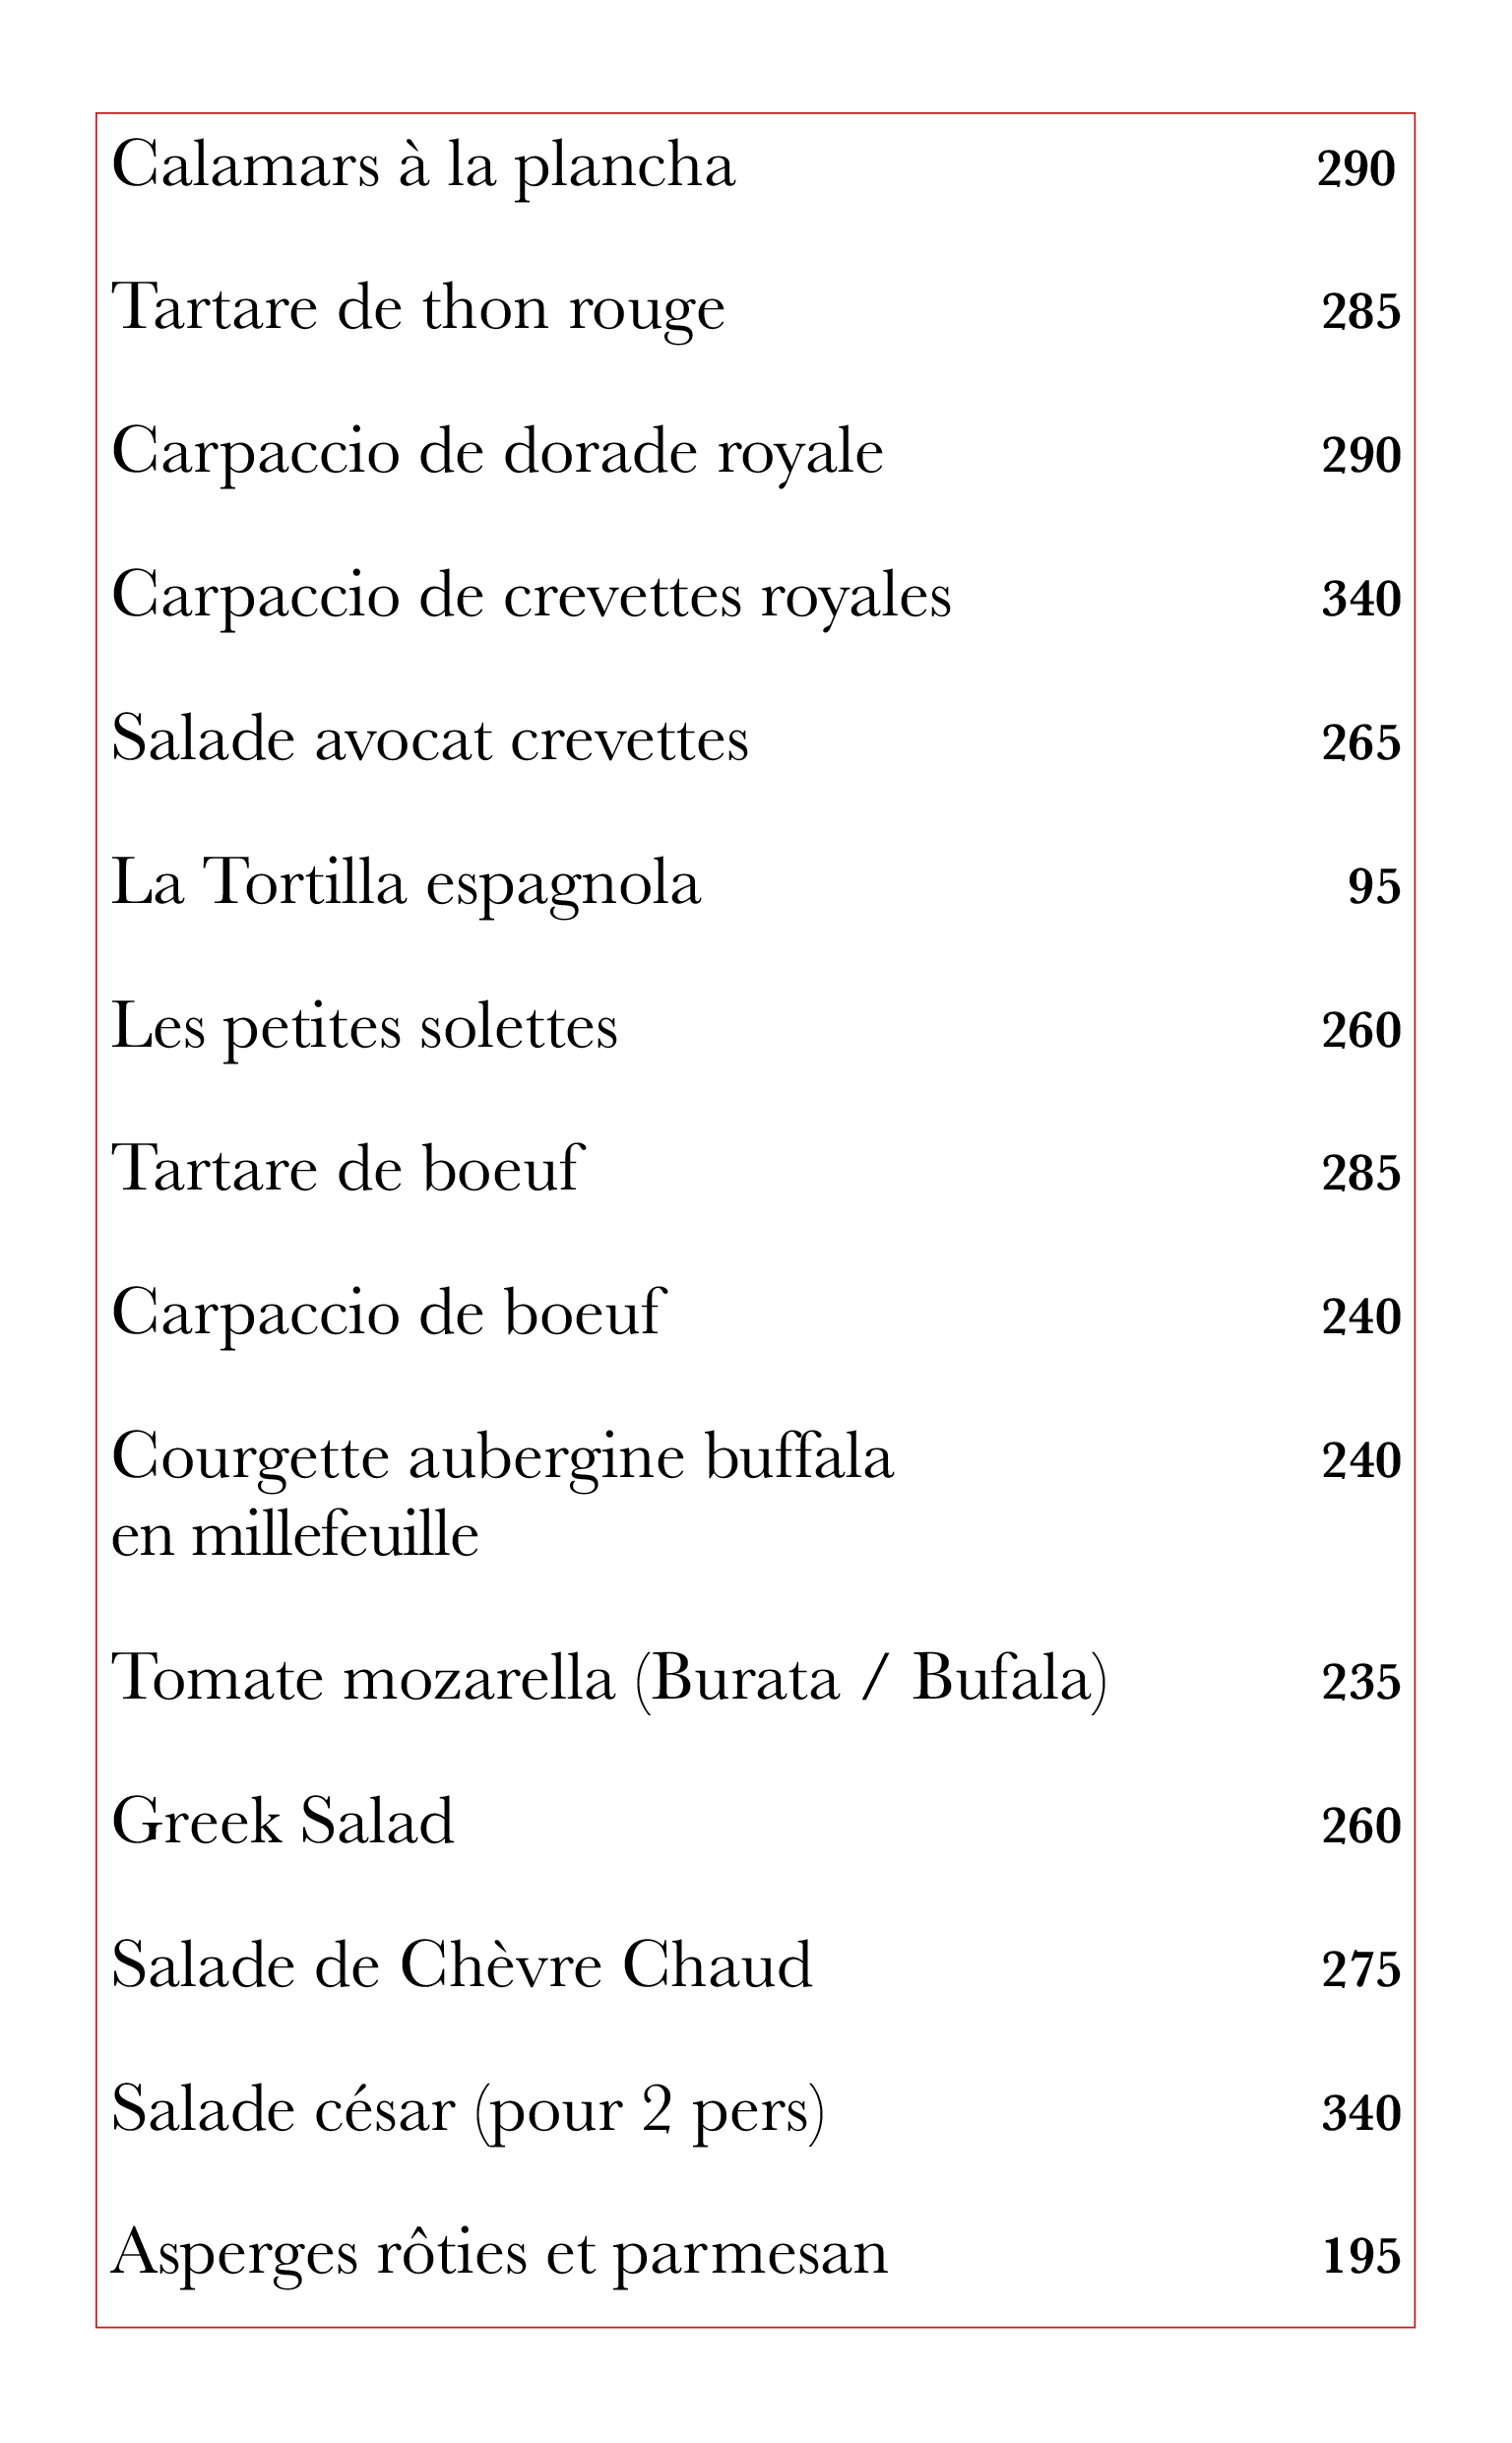 Calamars à la plancha 290
Tartare de thon rouge 285
Carpaccio de dorade royale 290
Carpaccio de crevettes royales 340
Salade avocat crevettes 265
La Tortilla espagnola 95
Les petites solettes 260
Tartare de boeuf 285
Carpaccio de boeuf 240
Courgette aubergine buffala 240
en millefeuille
Tomate mozarella (Burata / Bufala) 235
Greek Salad 260
Salade de Chèvre Chaud 275
Salade césar (pour 2 pers) 340
Asperges rôties et parmesan 195